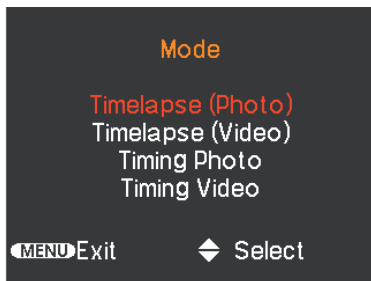 Mode
Timelapse (Photo)
Timelapse (Video)
Timing Photo
Timing Video
MENU Exit Select